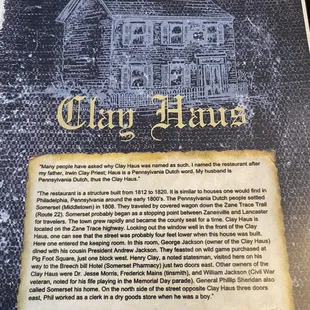 Clay Haus
"Many people have asked why Clay Haus was named as such. I named the restaurant after
my father, Irwin Clay Priest; Haus is a Pennsylvania Dutch word. My husband is
Pennsylvania Dutch, thus the Clay Haus."
"The restaurant is a structure built from 1812 to 1820. It is similar to houses one would find in
Philadelphia, Pennsylvania around the early 1800's. The Pennsylvania Dutch people settled
Somerset (Middletown) in 1808. They traveled by covered wagon down the Zane Trace Trail
(Route 22). Somerset probably began as a stopping point between Zanesville and Lancaster
for travelers. The town grew rapidly and became the county seat for a time. Clay Haus is
located on the Zane Trace highway. Looking out the window well in the front of the Clay
Haus, one can see that the street was probably four feet lower when this house was built.
Here one entered the keeping room. In this room, George Jackson (owner of the Clay Haus)
dined with his cousin President Andrew Jackson. They feasted on wild game purchased at
Pig Foot Square, just one block west. Henry Clay, a noted statesman, visited here on his
way to the Breech bill Hotel (Somerset Pharmacy) just two doors east. Other owners of the
Clay Haus were Dr. Jesse Morris, Frederick Mains (tinsmith), and William Jackson (Civil War
veteran, noted for his fife playing in the Memorial Day parade). General Phillip Sheridan also
called Somerset his home. On the north side of the street opposite Clay Haus three doors
east, Phil worked as a clerk in a dry goods store when he was a boy."